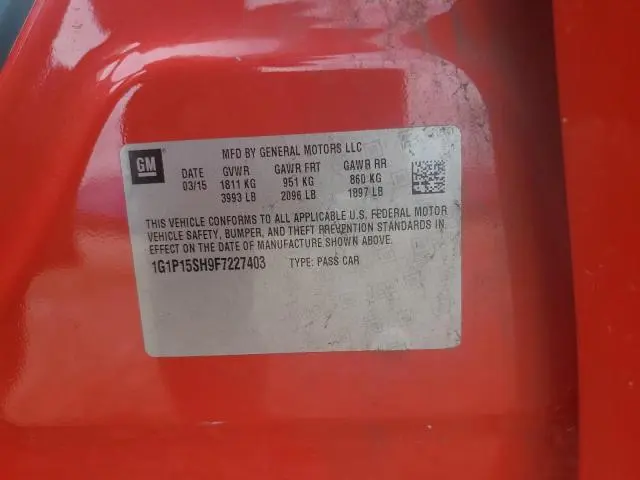 GM
MFD BY GENERAL MOTORS LLC
DATE GVWR GAWR FRT GAWR RR
03/15 1811 KG 951 KG 860 KG
3993 LB 2096 LB 1897 LB
THIS VEHICLE CONFORMS TO ALL APPLICABLE U.S. FEDERAL MOTOR
VEHICLE SAFETY, BUMPER, AND THEFT PREVENTION STANDARDS IN
EFFECT ON THE DATE OF MANUFACTURE SHOWN ABOVE.
1G1P15SH9F7227403 TYPE: PASS CAR